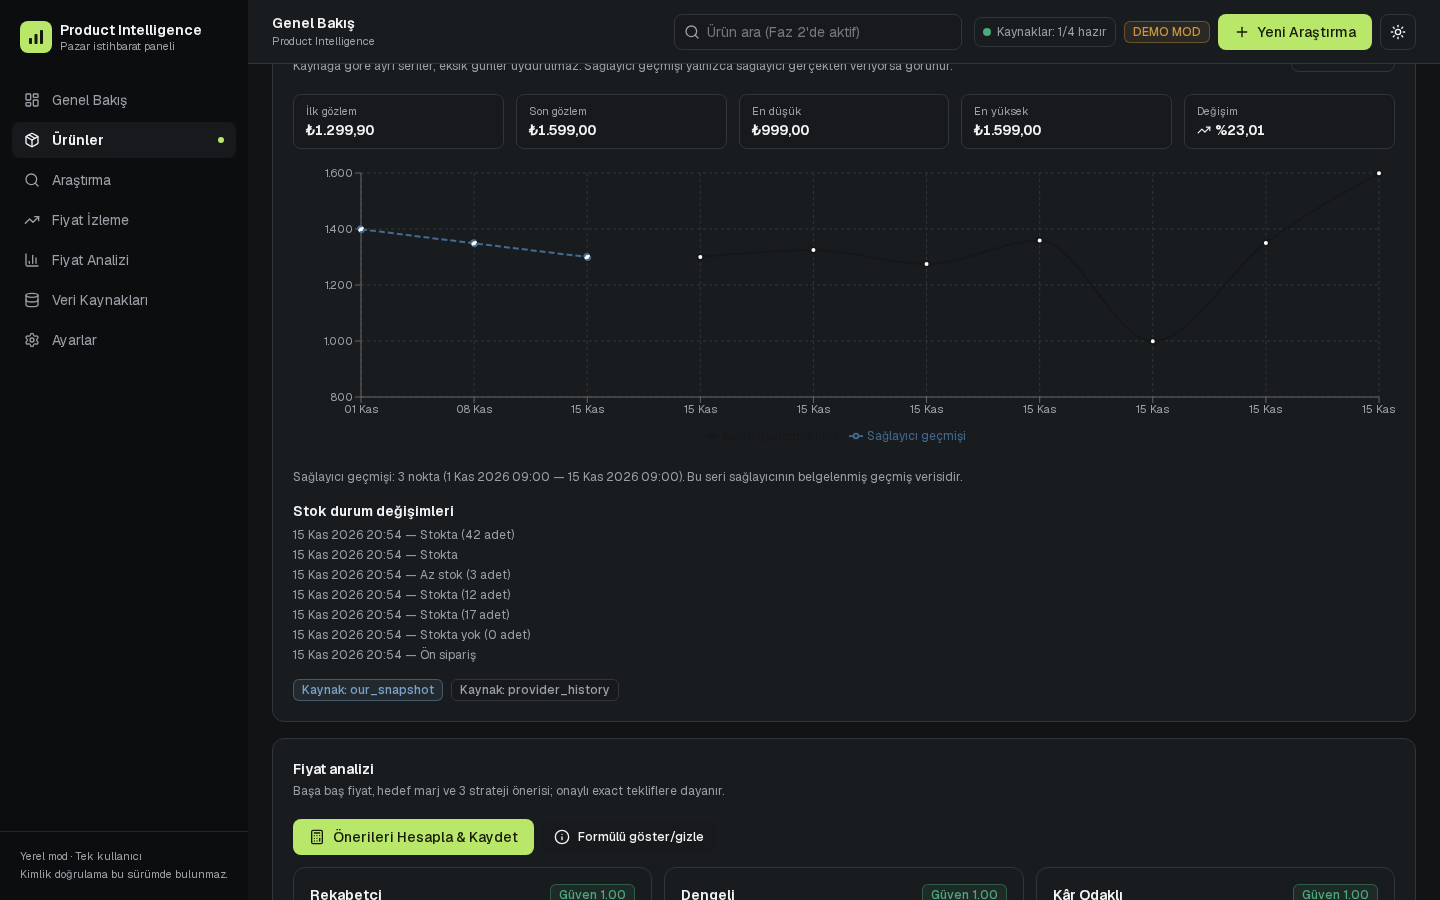 Product Intelligence
Pazar istihbarat paneli
Genel Bakış
Ürünler
Araştırma
Fiyat İzleme
Fiyat Analizi
Veri Kaynakları
Ayarlar
Yerel mod · Tek kullanıcı
Kimlik doğrulama bu sürümde bulunmaz.
Genel Bakış
Product Intelligence
Ürün ara (Faz 2'de aktif)
Kaynaklar: 1/4 hazır
DEMO MOD
Yeni Araştırma
Kaynağa göre ayrı seriler, eksik günler uydurulmaz. Sağlayıcı geçmişi yalnızca sağlayıcı gerçekten veriyorsa görünür.
İlk gözlem
₺1.299,90
Son gözlem
₺1.599,00
En düşük
₺999,00
En yüksek
₺1.599,00
Değişim
%23,01
1.600
1.400
1.200
1.000
800
01 Kas 08 Kas 15 Kas 15 Kas 15 Kas 15 Kas 15 Kas 15 Kas 15 Kas 15 Kas
Sağlayıcı geçmişi
Sağlayıcı geçmişi: 3 nokta (1 Kas 2026 09:00 — 15 Kas 2026 09:00). Bu seri sağlayıcının belgelenmiş geçmiş verisidir.
Stok durum değişimleri
15 Kas 2026 20:54 — Stokta (42 adet)
15 Kas 2026 20:54 — Stokta
15 Kas 2026 20:54 — Az stok (3 adet)
15 Kas 2026 20:54 — Stokta (12 adet)
15 Kas 2026 20:54 — Stokta (17 adet)
15 Kas 2026 20:54 — Stokta yok (0 adet)
15 Kas 2026 20:54 — Ön sipariş
Kaynak: our_snapshot
Kaynak: provider_history
Fiyat analizi
Başa baş fiyat, hedef marj ve 3 strateji önerisi; onaylı exact tekliflere dayanır.
Önerileri Hesapla & Kaydet
Formülü göster/gizle
Rekabetçi
Güven 1.00
Dengeli
Güven 1.00
Kâr Odaklı
Güven 1.00